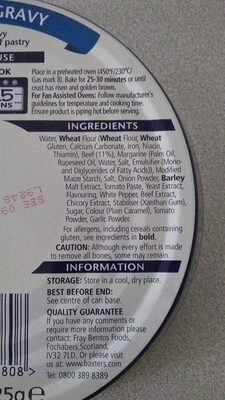 GRAVY
vy
f pastry
USE
OK
Place in a preheated oven (450°F/230°C/
Gas mark 8). Bake for 25-30 minutes or until
crust has risen and golden brown.
For Fan Assisted Ovens: Follow manufacturer's
guidelines for temperature and cooking time.
Ensure product is piping hot before serving.
INS
INGREDIENTS
Water, Wheat Flour (Wheat Flour, Wheat
Gluten, Calcium Carbonate, Iron, Niacin,
Thiamin), Beef (11%), Margarine (Palm Oil,
Rapeseed Oil, Water, Salt, Emulsifier (Mono-
and Diglycerides of Fatty Acids)), Modified
Maize Starch, Salt, Onion Powder, Barley
Malt Extract, Tomato Paste, Yeast Extract,
Flavouring, White Pepper, Beef Extract,
Chicory Extract, Stabiliser (Xanthan Gum),
Sugar, Colour (Plain Caramel), Tomato
Powder, Garlic Powder.
For allergens, including cereals containing
gluten, see ingredients in bold.
CAUTION: Although every effort is made
to remove all bones, some may remain.
INFORMATION
STORAGE: Store in a cool, dry place.
BEST BEFORE END:
See centre of can base.
QUALITY GUARANTEE
If you have any comments or
require more information please
contact: Fray Bentos Foods,
Fochabers, Scotland,
IV32 7LD. Or please visit
us at: www.baxters.com
Tel: 0800 389 8389
808
25g e